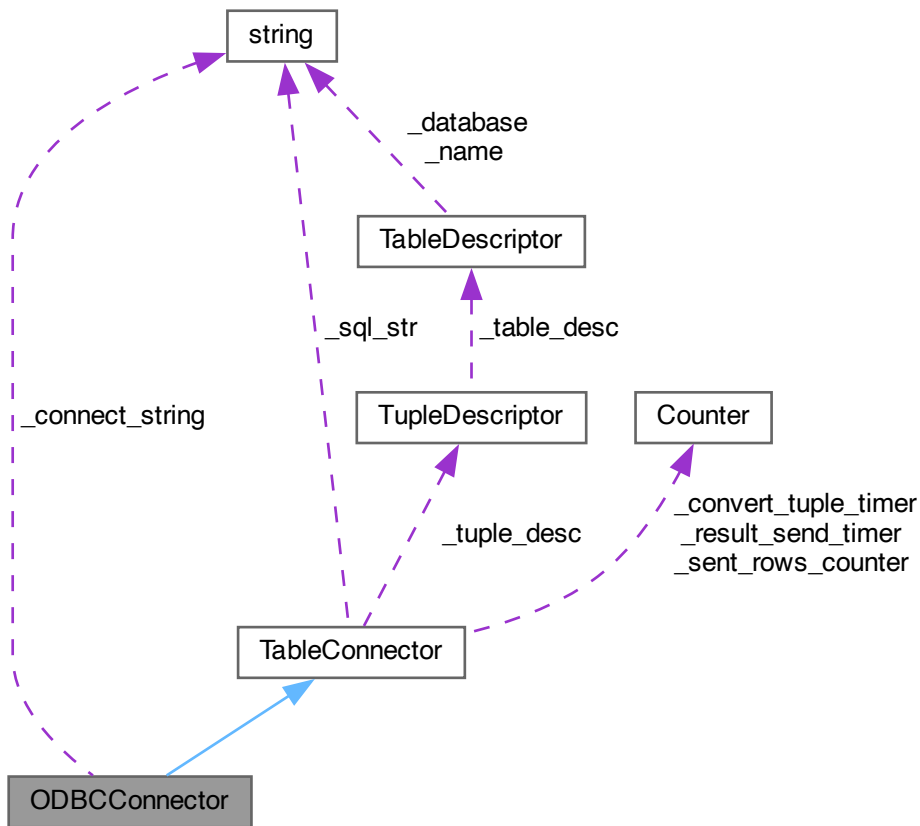 string
_database
_name
TableDescriptor
_sql_str
_table_desc
_connect_string
TupleDescriptor
Counter
_tuple_desc
_convert_tuple_timer
_result_send_timer
_sent_rows_counter
TableConnector
ODBCConnector